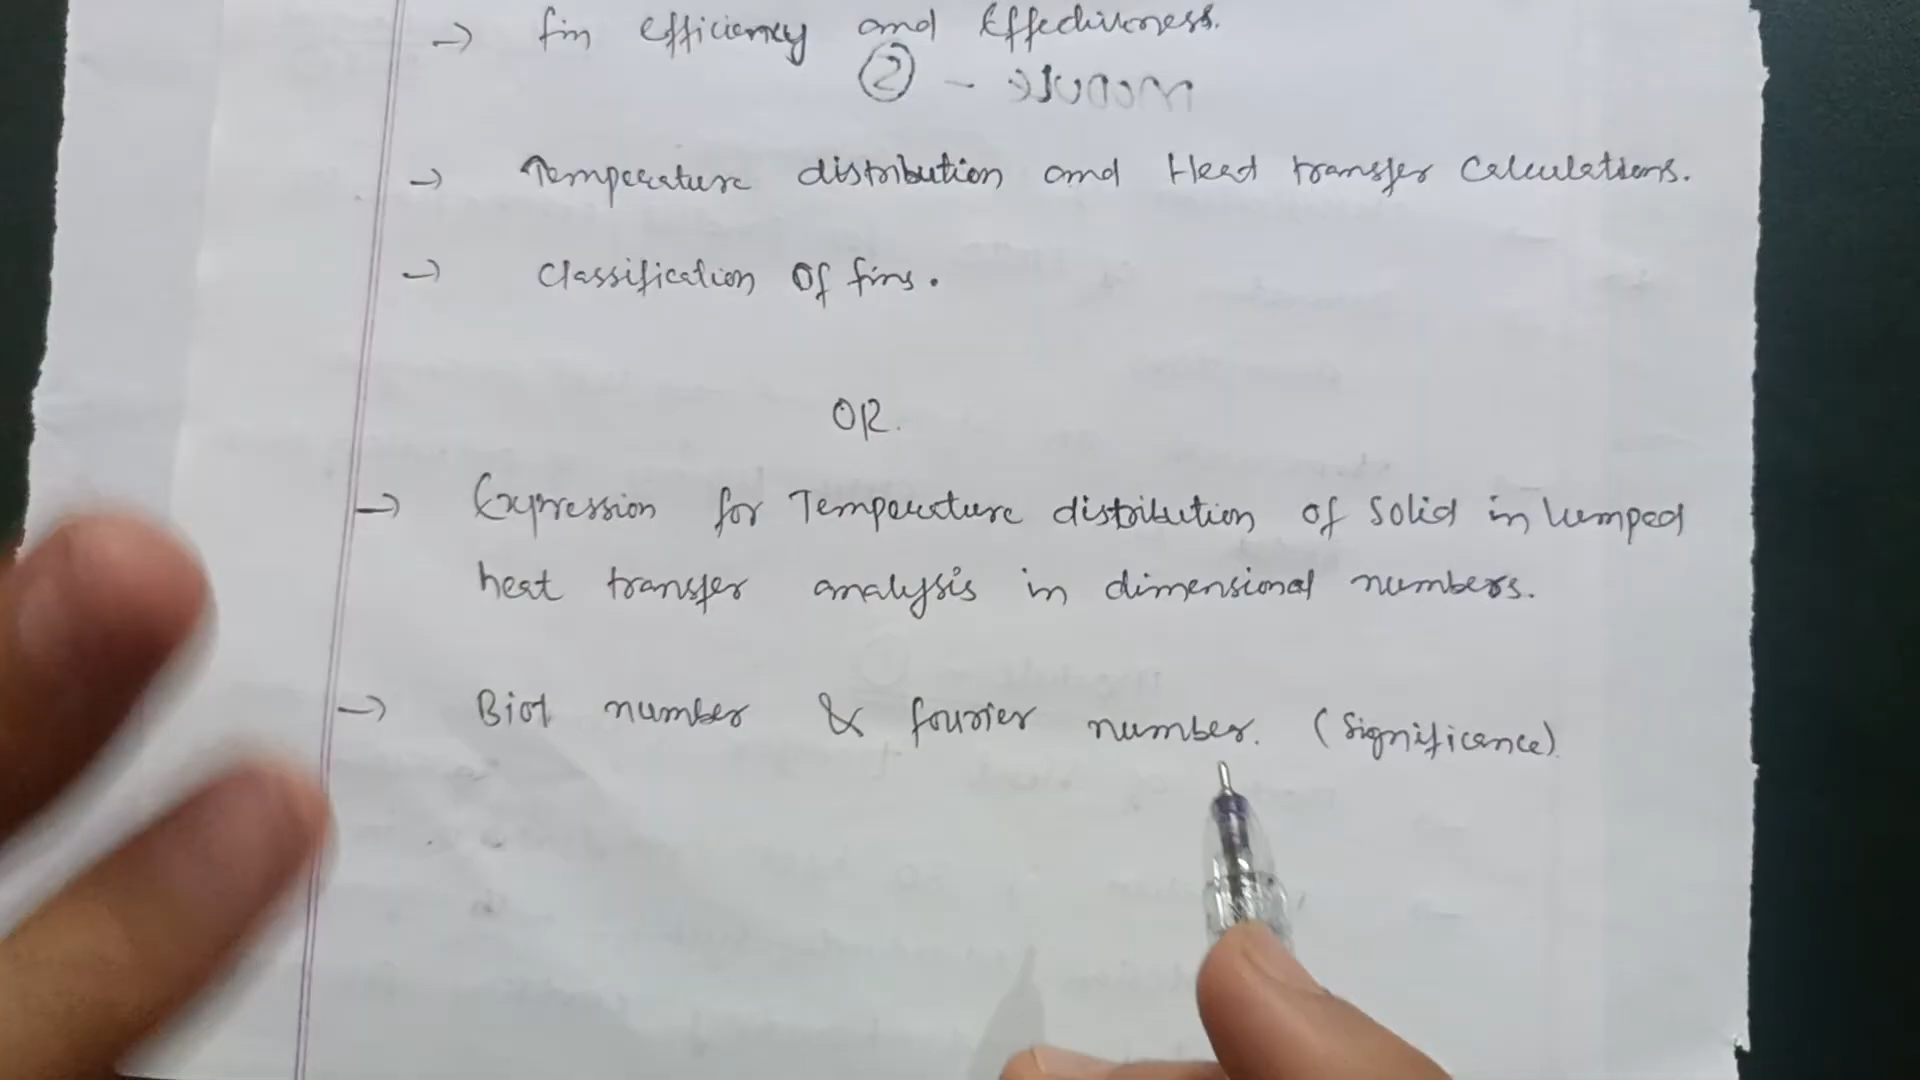 → fin efficiency and Effectiveness.
②
→ Temperature distribution and Heat transfer Calculations.
→ Classification Of fins.
OR.
→ Expression for Temperature distribution of Solid in lumped
heat transfer analysis in dimensional numbers.
→ Biot number & fourier number. (Significance).